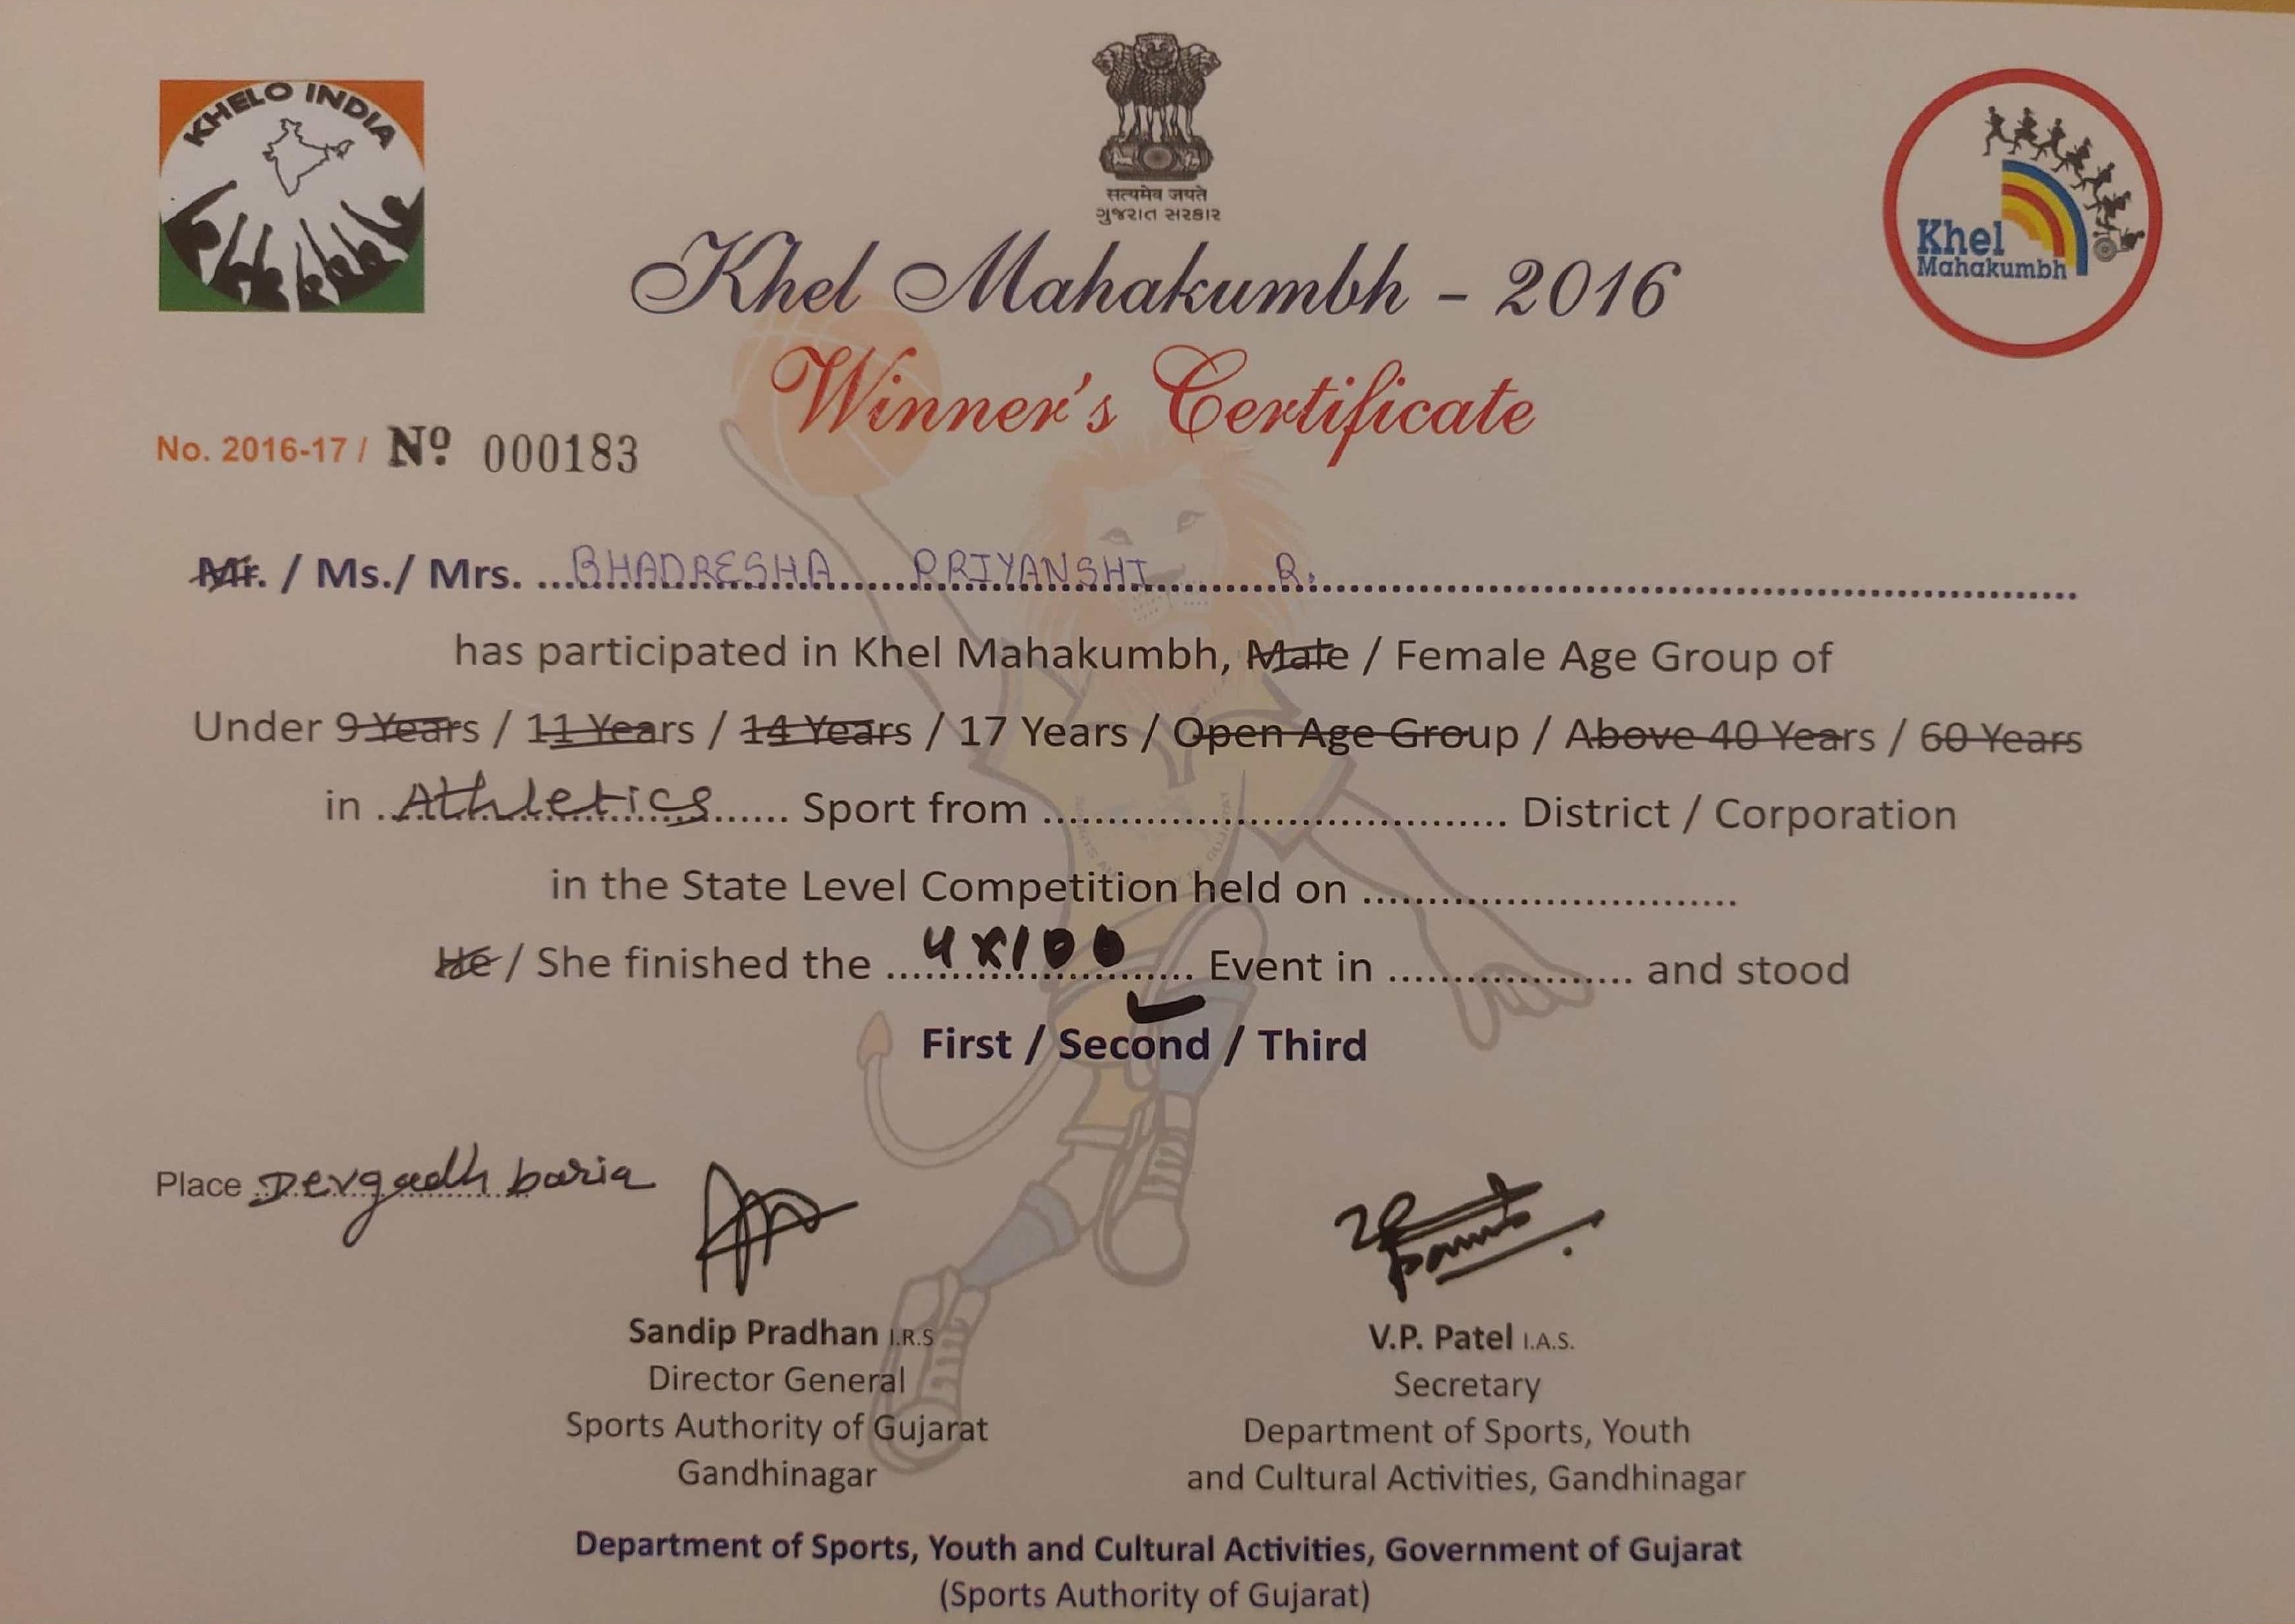 KHELO INDIA
सत्यमेव जयते
ગુજરાત સરકાર
Khel
Mahakumbh
Khel Mahakumbh - 2016
Winner's Certificate
No. 2016-17 / Nº 000183
Mr. / Ms./ Mrs. ...BHADRESHA......PRIYANSHI.........R...............................
has participated in Khel Mahakumbh, Male / Female Age Group of
Under 9 Years / 11 Years / 14 Years / 17 Years / Open Age Group / Above 40 Years / 60 Years
in ..Athletics...... Sport from .................................... District / Corporation
in the State Level Competition held on .............................
He / She finished the ...4x100...... Event in ................... and stood
First / Second / Third
Place Devgadh baria
Sandip Pradhan I.R.S
Director General
Sports Authority of Gujarat
Gandhinagar
V.P. Patel I.A.S.
Secretary
Department of Sports, Youth
and Cultural Activities, Gandhinagar
Department of Sports, Youth and Cultural Activities, Government of Gujarat
(Sports Authority of Gujarat)